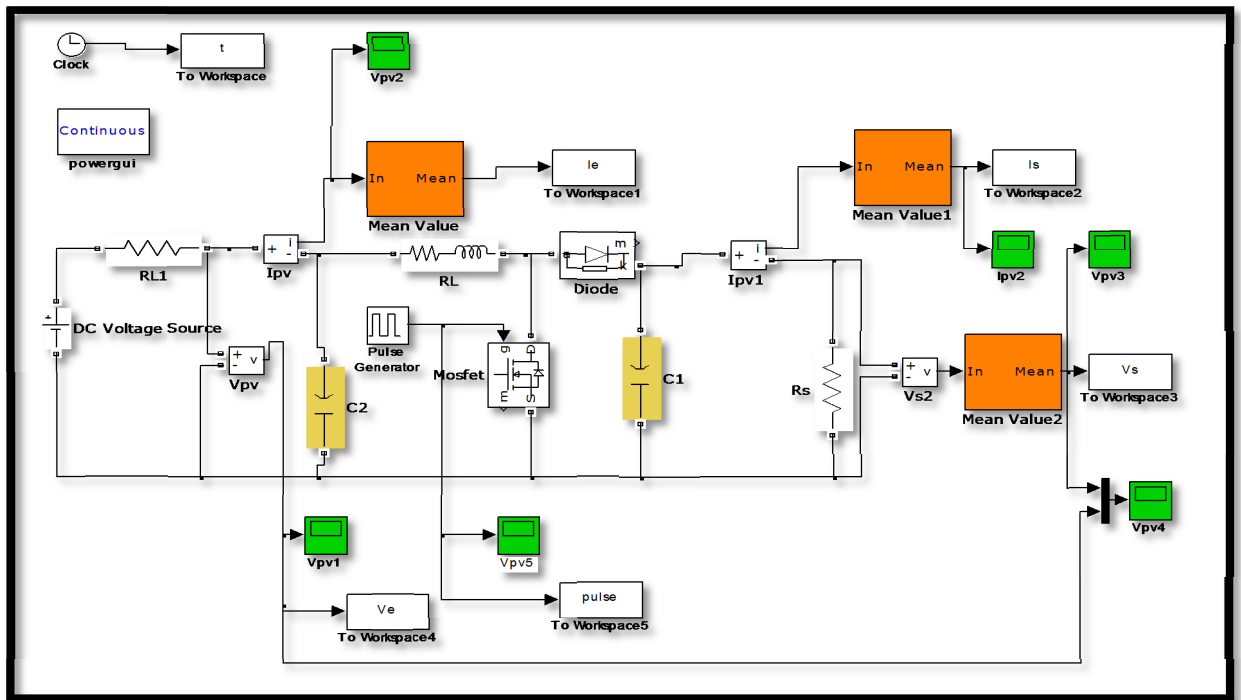 t
Clock
To Workspace
Vpv2
Continuous
powergui
In Mean
Mean Value
Ie
To Workspace1
In Mean
Mean Value1
Is
To Workspace2
RL1
+
-
i
Ipv
RL
a
m
k
Diode
+
-
i
Ipv1
Ipv2
Vpv3
+
DC Voltage Source
+
-
v
Vpv
Pulse
Generator
g
D
m
S
Mosfet
C2
C1
Rs
+
-
v
Vs2
In Mean
Mean Value2
Vs
To Workspace3
Vpv4
Vpv1
Vpv5
Ve
To Workspace4
pulse
To Workspace5